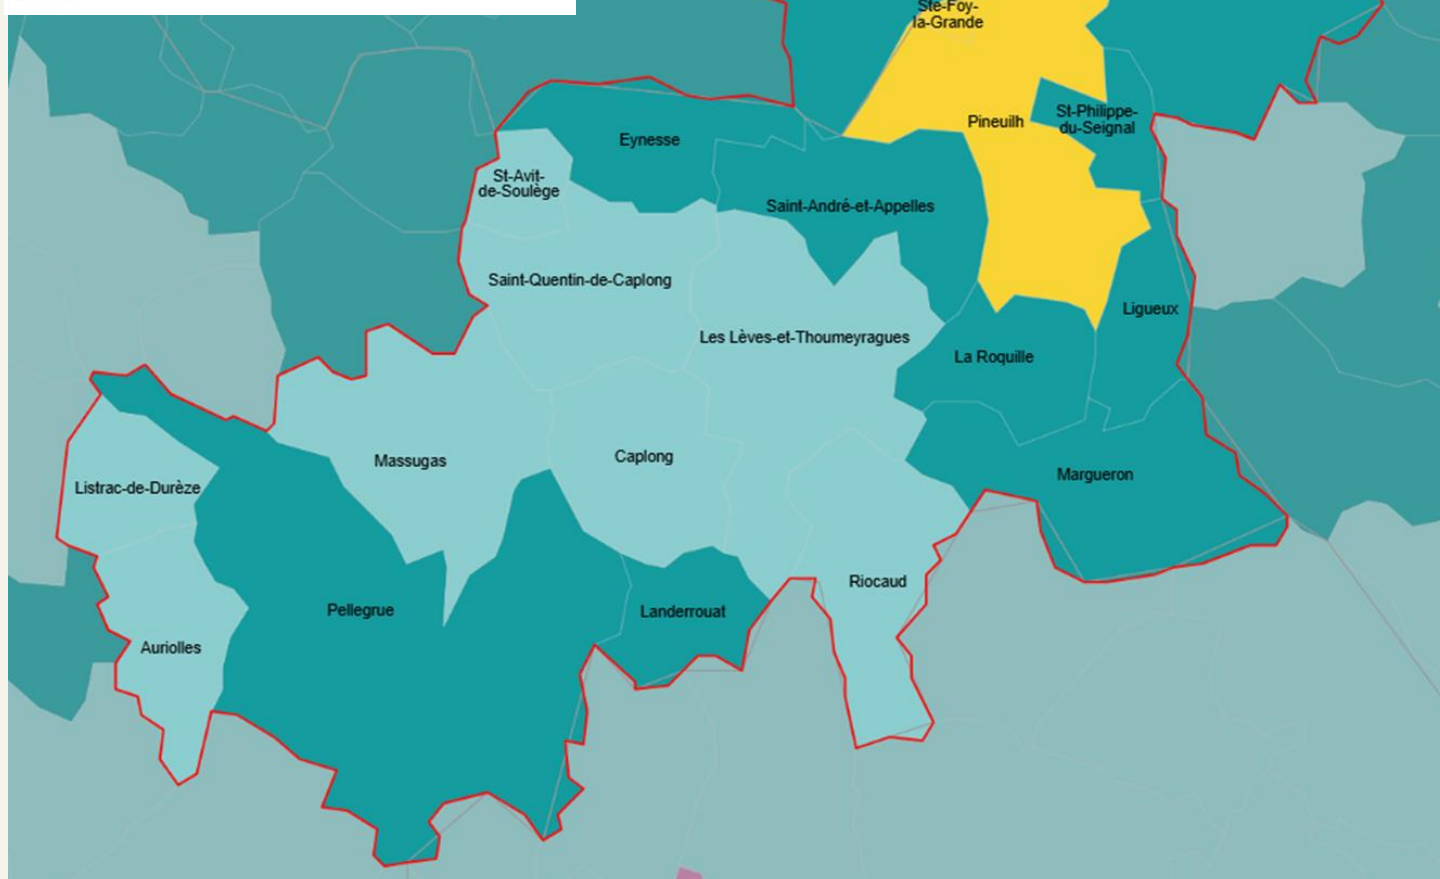 Ste-Foy-
la-Grande
St-Philippe-
du-Seignal
Pineuilh
Eynesse
St-Avit-
de-Soulège
Saint-André-et-Appelles
Saint-Quentin-de-Caplong
Ligueux
Les Lèves-et-Thoumeyragues
La Roquille
Massugas
Caplong
Margueron
Listrac-de-Durèze
Riocaud
Pellegrue
Landerrouat
Auriolles